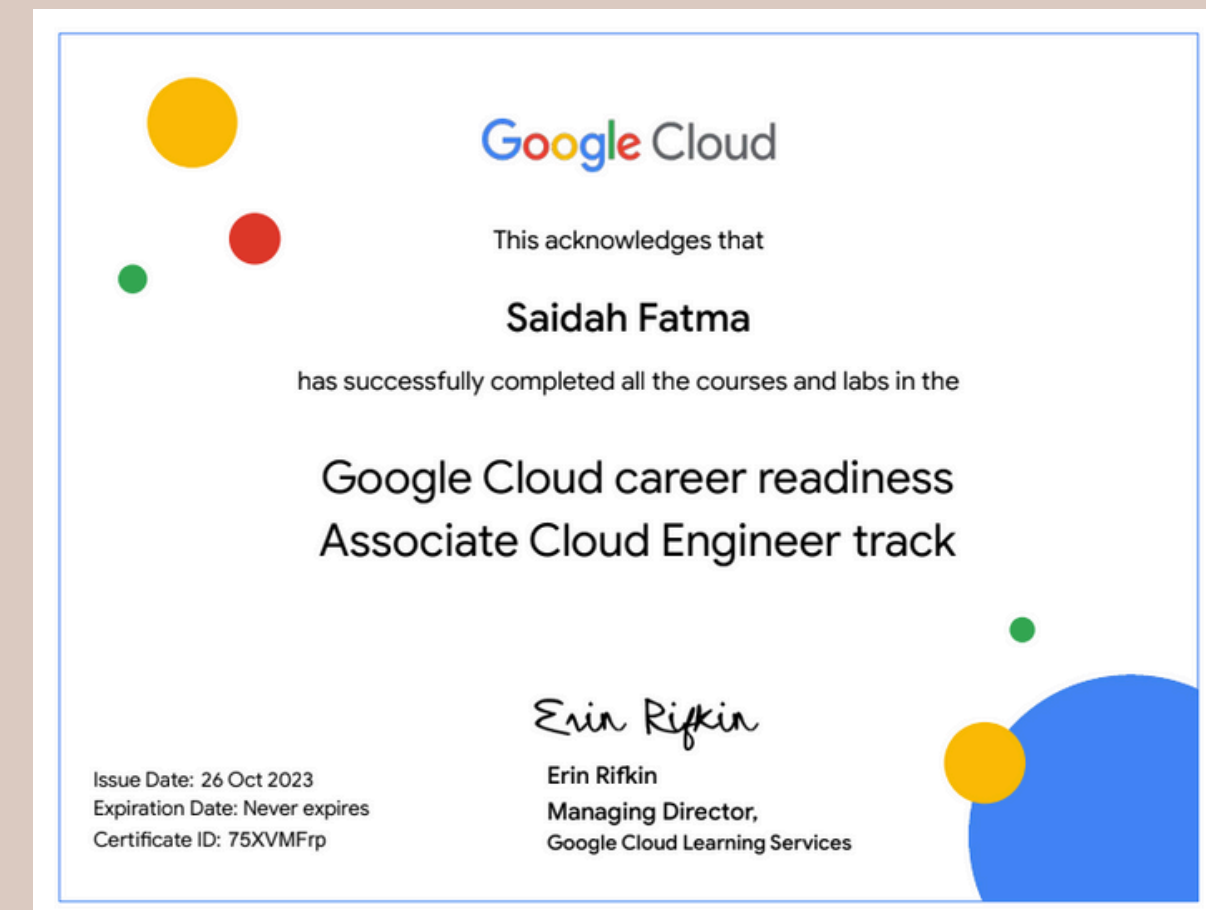 Google Cloud
This acknowledges that
Saidah Fatma
has successfully completed all the courses and labs in the
Google Cloud career readiness
Associate Cloud Engineer track
Erin Rifkin
Issue Date: 26 Oct 2023
Expiration Date: Never expires
Certificate ID: 75XVMFrp
Erin Rifkin
Managing Director,
Google Cloud Learning Services